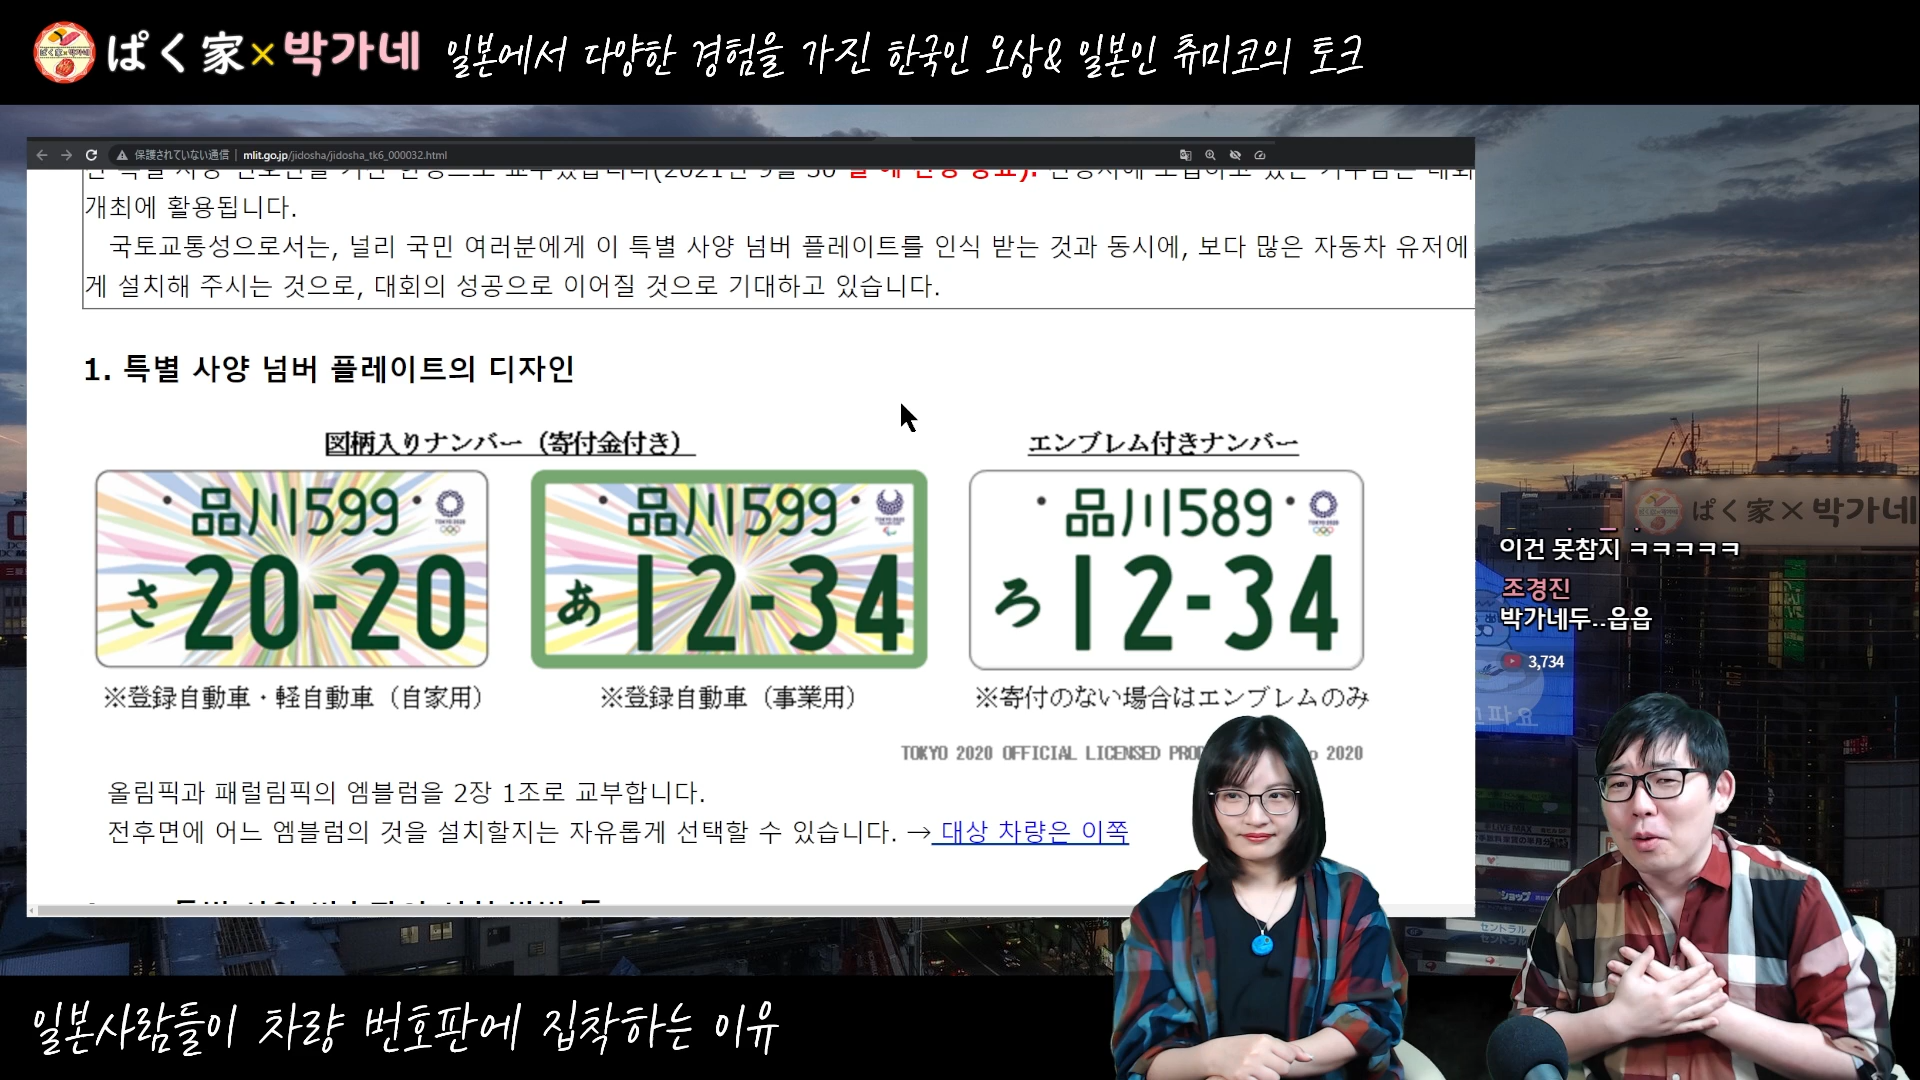 ぱく家×박가네 일본에서 다양한 경험을 가진 한국인 오상& 일본인 츄미코의 토크
保護されていない通信 | mlit.go.jp/jidosha/jidosha_tk6_000032.html
개최에 활용됩니다.
국토교통성으로서는, 널리 국민 여러분에게 이 특별 사양 넘버 플레이트를 인식 받는 것과 동시에, 보다 많은 자동차 유저에
게 설치해 주시는 것으로, 대회의 성공으로 이어질 것으로 기대하고 있습니다.
1. 특별 사양 넘버 플레이트의 디자인
図柄入りナンバー（寄付金付き）
エンブレム付きナンバー
品川599
さ 20-20
品川599
あ 12-34
品川589
ろ 12-34
※登録自動車・軽自動車（自家用）
※登録自動車（事業用）
※寄付のない場合はエンブレムのみ
TOKYO 2020 OFFICIAL LICENSED 2020
올림픽과 패럴림픽의 엠블럼을 2장 1조로 교부합니다.
전후면에 어느 엠블럼의 것을 설치할지는 자유롭게 선택할 수 있습니다. → 대상 차량은 이쪽
ぱく家×박가네
이건 못참지 ㅋㅋㅋㅋㅋ
조경진
박가네두..읍읍
3,734
일본사람들이 차량 번호판에 집착하는 이유